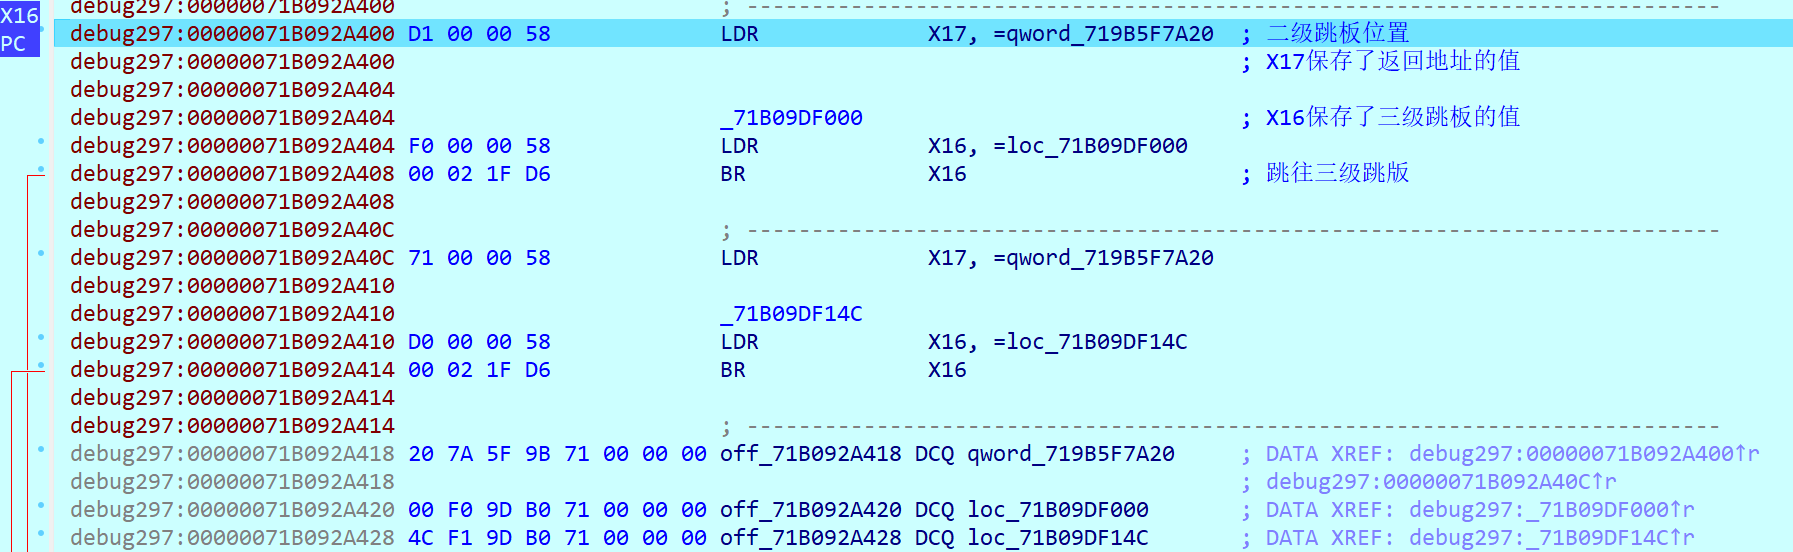 debug297:00000071B092A400 ; ---------------------------------------------------------------------------
X16
debug297:00000071B092A400 D1 00 00 58 LDR X17, =qword_719B5F7A20 ; 二级跳板位置
PC
debug297:00000071B092A400 ; X17保存了返回地址的值
debug297:00000071B092A404
debug297:00000071B092A404 _71B09DF000 ; X16保存了三级跳板的值
debug297:00000071B092A404 F0 00 00 58 LDR X16, =loc_71B09DF000
debug297:00000071B092A408 00 02 1F D6 BR X16 ; 跳往三级跳版
debug297:00000071B092A408
debug297:00000071B092A40C ; ---------------------------------------------------------------------------
debug297:00000071B092A40C 71 00 00 58 LDR X17, =qword_719B5F7A20
debug297:00000071B092A410
debug297:00000071B092A410 _71B09DF14C
debug297:00000071B092A410 D0 00 00 58 LDR X16, =loc_71B09DF14C
debug297:00000071B092A414 00 02 1F D6 BR X16
debug297:00000071B092A414
debug297:00000071B092A414 ; ---------------------------------------------------------------------------
debug297:00000071B092A418 20 7A 5F 9B 71 00 00 00 off_71B092A418 DCQ qword_719B5F7A20 ; DATA XREF: debug297:00000071B092A400↑r
debug297:00000071B092A418 ; debug297:00000071B092A40C↑r
debug297:00000071B092A420 00 F0 9D B0 71 00 00 00 off_71B092A420 DCQ loc_71B09DF000 ; DATA XREF: debug297:_71B09DF000↑r
debug297:00000071B092A428 4C F1 9D B0 71 00 00 00 off_71B092A428 DCQ loc_71B09DF14C ; DATA XREF: debug297:_71B09DF14C↑r